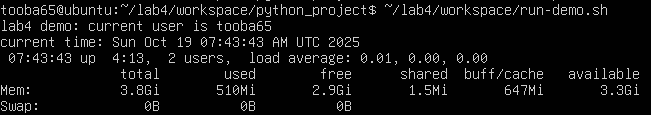 tooba65@ubuntu:~/lab4/workspace/python_project$ ~/lab4/workspace/run-demo.sh
lab4 demo: current user is tooba65
current time: Sun Oct 19 07:43:43 AM UTC 2025
 07:43:43 up  4:13,  2 users,  load average: 0.01, 0.00, 0.00
               total        used        free      shared  buff/cache   available
Mem:           3.8Gi       510Mi       2.9Gi       1.5Mi       647Mi       3.3Gi
Swap:             0B          0B          0B